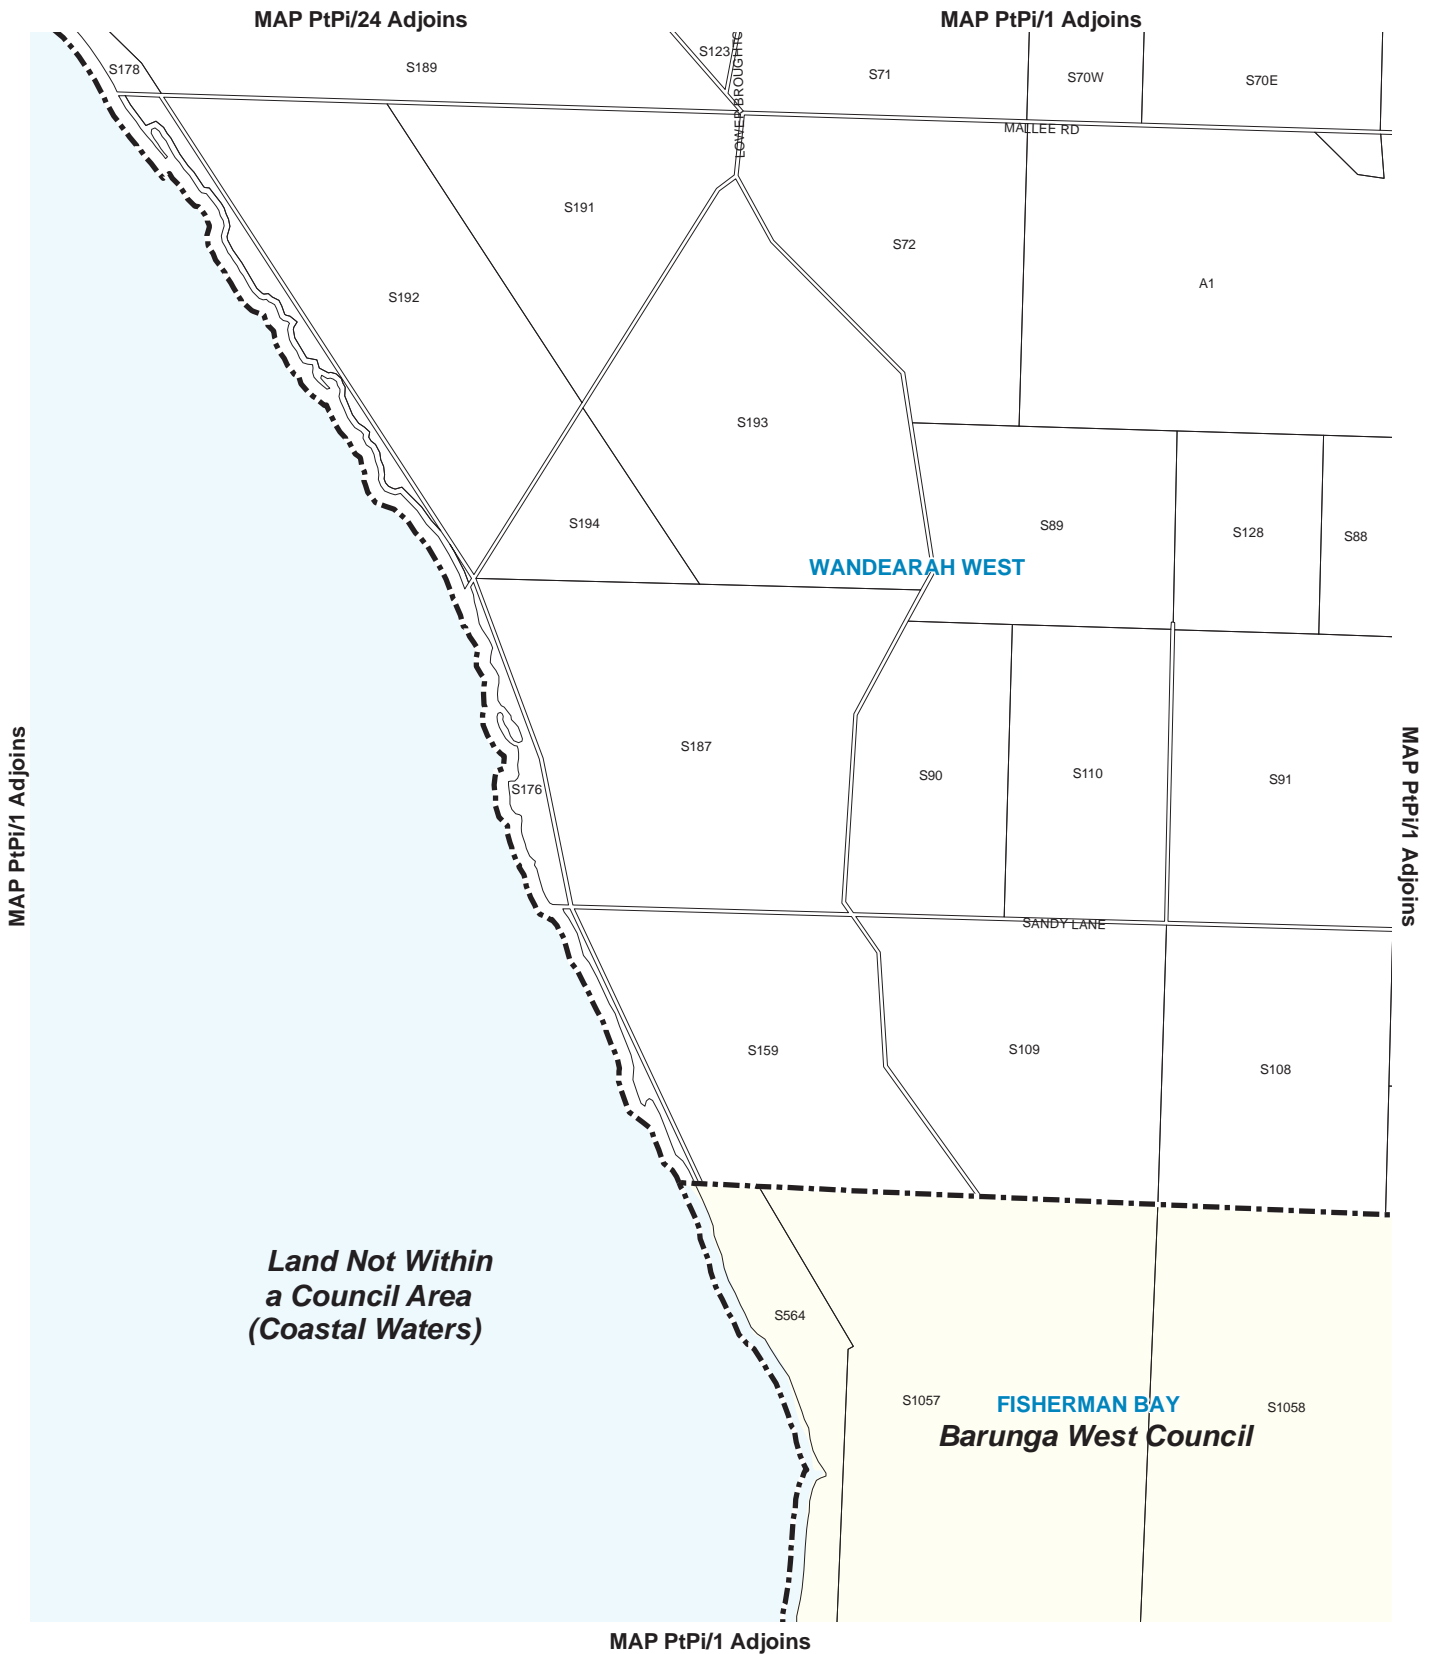 MAP PtPi/24 Adjoins
MAP PtPi/1 Adjoins
S178
S189
S123
LOWER BROUGHTO
S71
S70W
S70E
MALLEE RD
S191
S72
S192
A1
S193
S194
S89
S128
S88
WANDEARAH WEST
S187
S176
S90
S110
S91
MAP PtPi/1 Adjoins
MAP PtPi/1 Adjoins
SANDY LANE
S159
S109
S108
Land Not Within
a Council Area
(Coastal Waters)
S564
S1057
FISHERMAN BAY
S1058
Barunga West Council
MAP PtPi/1 Adjoins